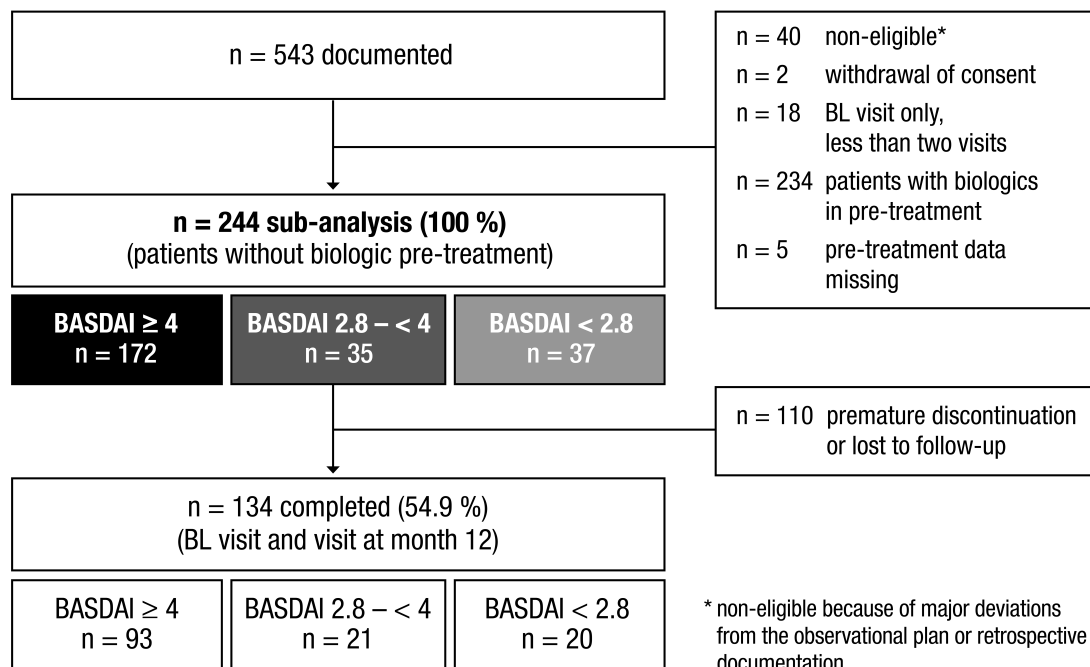 n = 543 documented
n = 40 non-eligible*
n = 2 withdrawal of consent
n = 18 BL visit only,
less than two visits
n = 234 patients with biologics
in pre-treatment
n = 5 pre-treatment data
missing
n = 244 sub-analysis (100 %)
(patients without biologic pre-treatment)
BASDAI ≥ 4
n = 172
BASDAI 2.8 – < 4
n = 35
BASDAI < 2.8
n = 37
n = 110 premature discontinuation
or lost to follow-up
n = 134 completed (54.9 %)
(BL visit and visit at month 12)
BASDAI ≥ 4
n = 93
BASDAI 2.8 – < 4
n = 21
BASDAI < 2.8
n = 20
* non-eligible because of major deviations
from the observational plan or retrospective
documentation